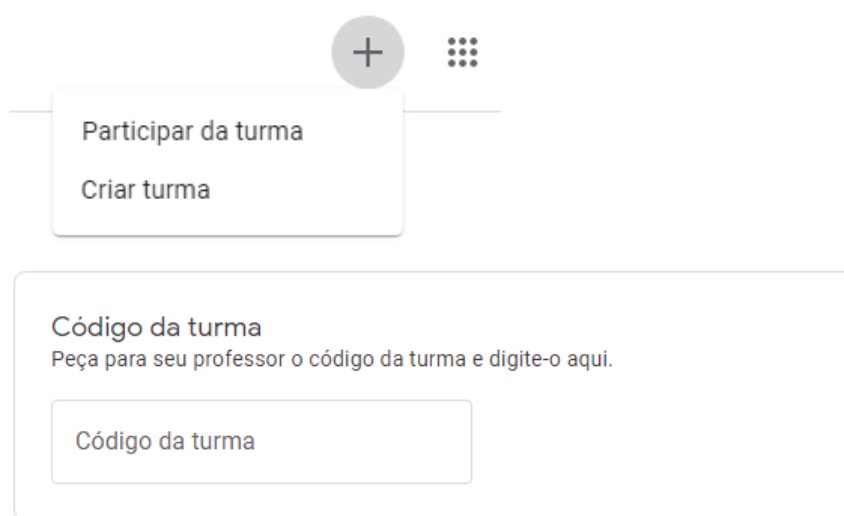 Participar da turma
Criar turma
Código da turma
Peça para seu professor o código da turma e digite-o aqui.
Código da turma